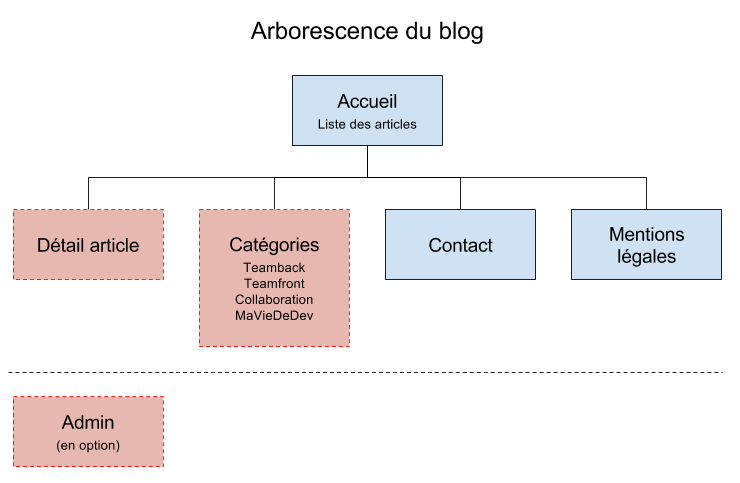 Arborescence du blog
Accueil
Liste des articles
Détail article
Catégories
Teamback
Teamfront
Collaboration
MaVieDeDev
Contact
Mentions
légales
Admin
(en option)